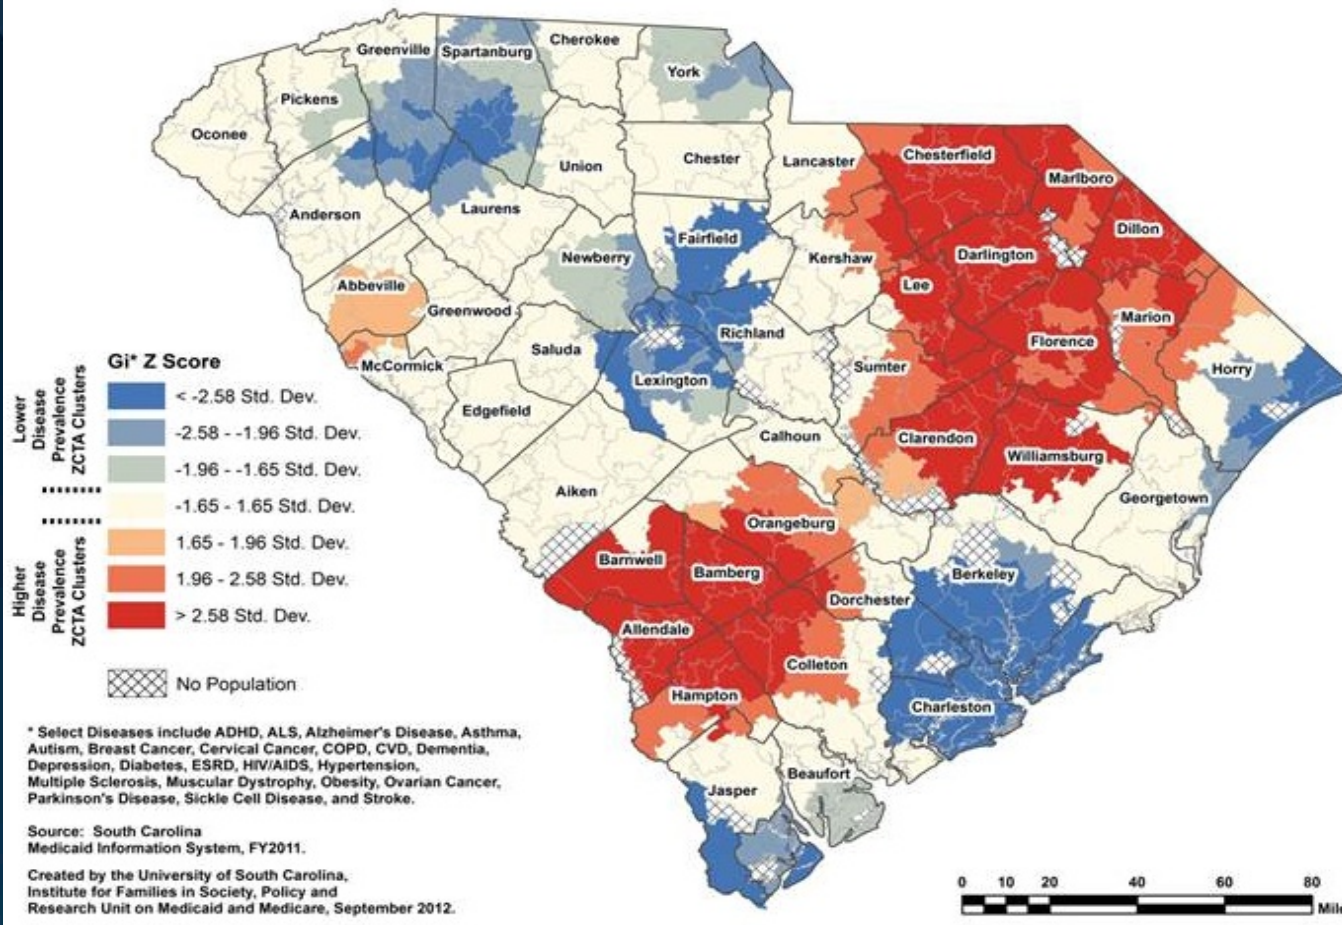 Greenville
Spartanburg
Cherokee
York
Pickens
Oconee
Union
Chester
Lancaster
Chesterfield
Marlboro
Anderson
Laurens
Fairfield
Dillon
Newberry
Kershaw
Darlington
Abbeville
Lee
Greenwood
Richland
Marion
Saluda
Florence
McCormick
Lexington
Sumter
Horry
Edgefield
Calhoun
Clarendon
Williamsburg
Aiken
Georgetown
Orangeburg
Barnwell
Bamberg
Berkeley
Dorchester
Allendale
Colleton
Hampton
Charleston
Beaufort
Jasper
Gi* Z Score
Lower
Disease
Prevalence
ZCTA Clusters
Higher
Disease
Prevalence
ZCTA Clusters
< -2.58 Std. Dev.
-2.58 - -1.96 Std. Dev.
-1.96 - -1.65 Std. Dev.
-1.65 - 1.65 Std. Dev.
1.65 - 1.96 Std. Dev.
1.96 - 2.58 Std. Dev.
> 2.58 Std. Dev.
No Population
* Select Diseases include ADHD, ALS, Alzheimer's Disease, Asthma,
Autism, Breast Cancer, Cervical Cancer, COPD, CVD, Dementia,
Depression, Diabetes, ESRD, HIV/AIDS, Hypertension,
Multiple Sclerosis, Muscular Dystrophy, Obesity, Ovarian Cancer,
Parkinson's Disease, Sickle Cell Disease, and Stroke.
Source: South Carolina
Medicaid Information System, FY2011.
Created by the University of South Carolina,
Institute for Families in Society, Policy and
Research Unit on Medicaid and Medicare, September 2012.
0 10 20 40 60 80
Mile